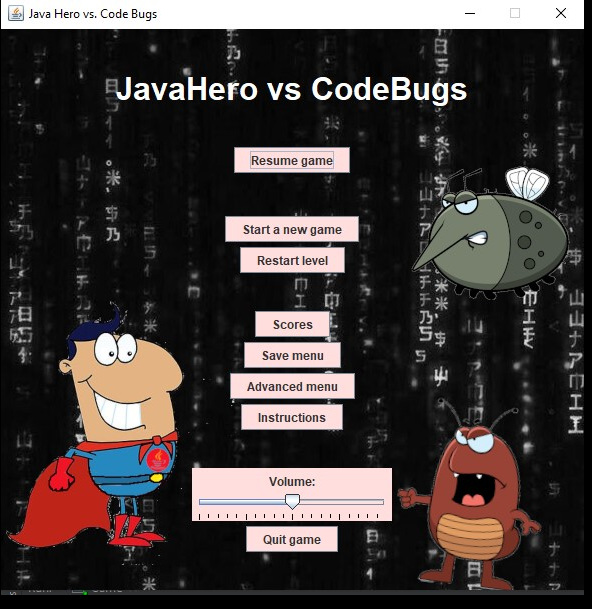 Java Hero vs. Code Bugs
JavaHero vs CodeBugs
Resume game
Start a new game
Restart level
Scores
Save menu
Advanced menu
Instructions
Volume:
Quit game